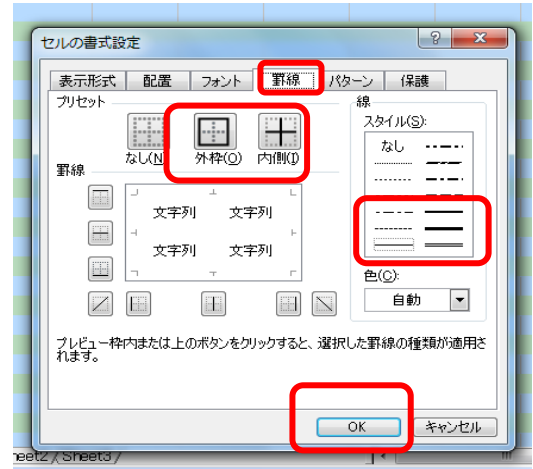 セルの書式設定
表示形式 配置 フォント 罫線 パターン 保護
プリセット
線
スタイル(S):
なし
なし(N) 外枠(O) 内側(I)
罫線
文字列 文字列
文字列 文字列
色(C):
自動
プレビュー枠内または上のボタンをクリックすると、選択した罫線の種類が適用さ
れます。
OK キャンセル
Sheet3